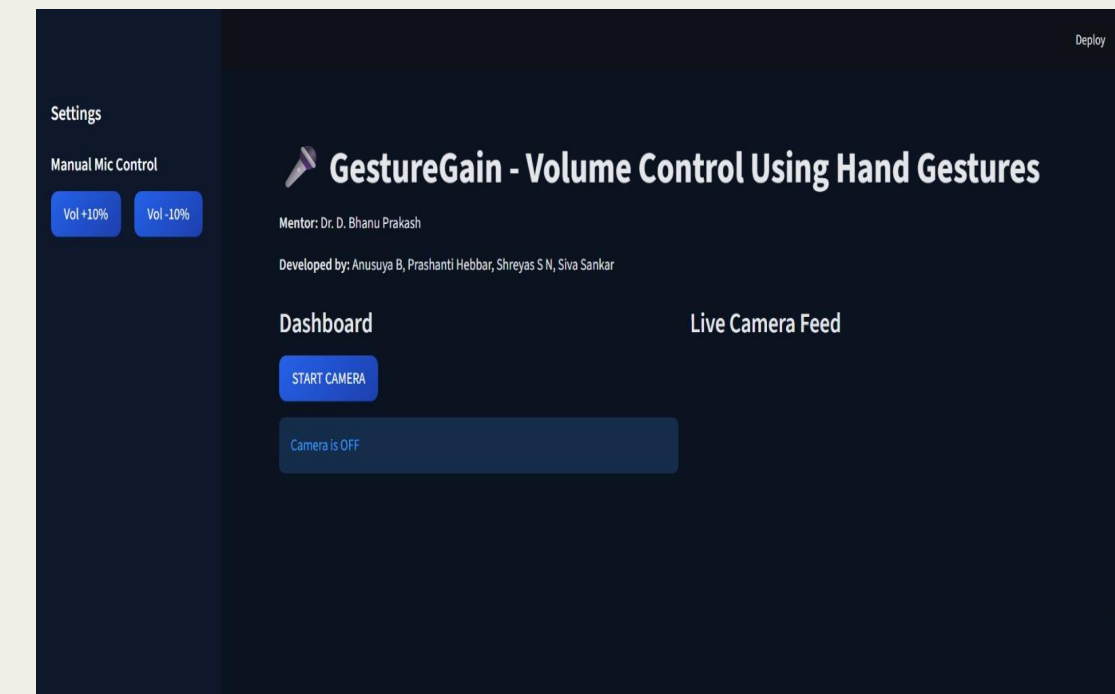 Deploy
Settings
Manual Mic Control
Vol +10%
Vol -10%
GestureGain - Volume Control Using Hand Gestures
Mentor: Dr. D. Bhanu Prakash
Developed by: Anusuya B, Prashanti Hebbar, Shreyas S N, Siva Sankar
Dashboard
Live Camera Feed
START CAMERA
Camera is OFF